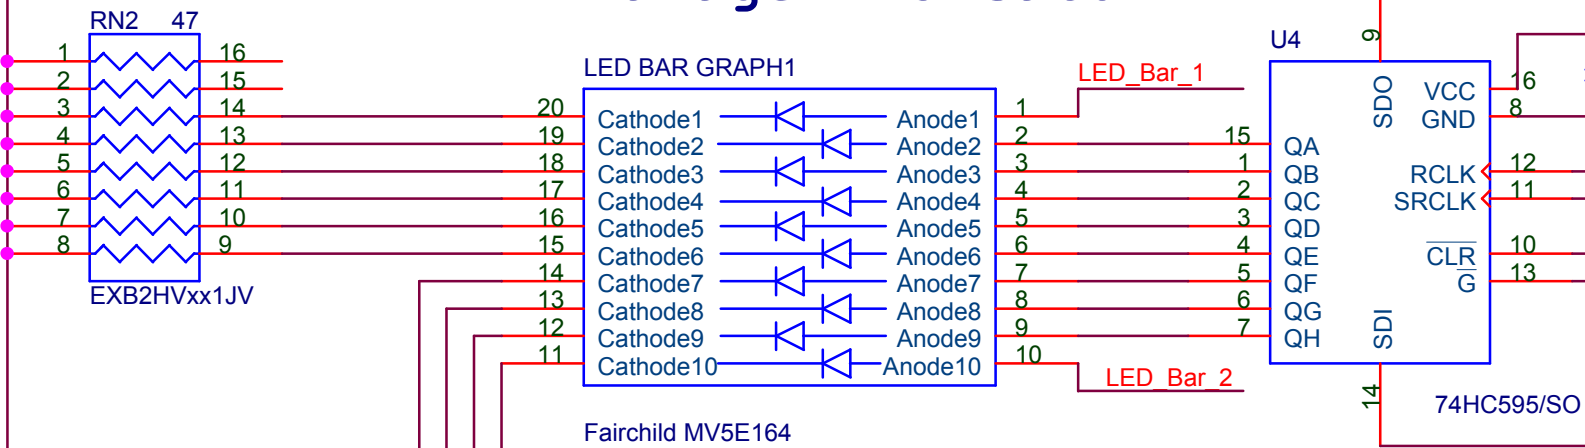 RN2 47
1 16
2 15
3 14
4 13
5 12
6 11
7 10
8 9
EXB2HVxx1JV
LED BAR GRAPH1
20 Cathode1 Anode1 1
19 Cathode2 Anode2 2
18 Cathode3 Anode3 3
17 Cathode4 Anode4 4
16 Cathode5 Anode5 5
15 Cathode6 Anode6 6
14 Cathode7 Anode7 7
13 Cathode8 Anode8 8
12 Cathode9 Anode9 9
11 Cathode10 Anode10 10
Fairchild MV5E164
LED_Bar_1
LED_Bar_2
U4
9
SDO
VCC 16
GND 8
15 QA
1 QB
RCLK 12
2 QC
SRCLK 11
3 QD
4 QE
CLR 10
5 QF
G 13
6 QG
7 QH
SDI
14
74HC595/SO